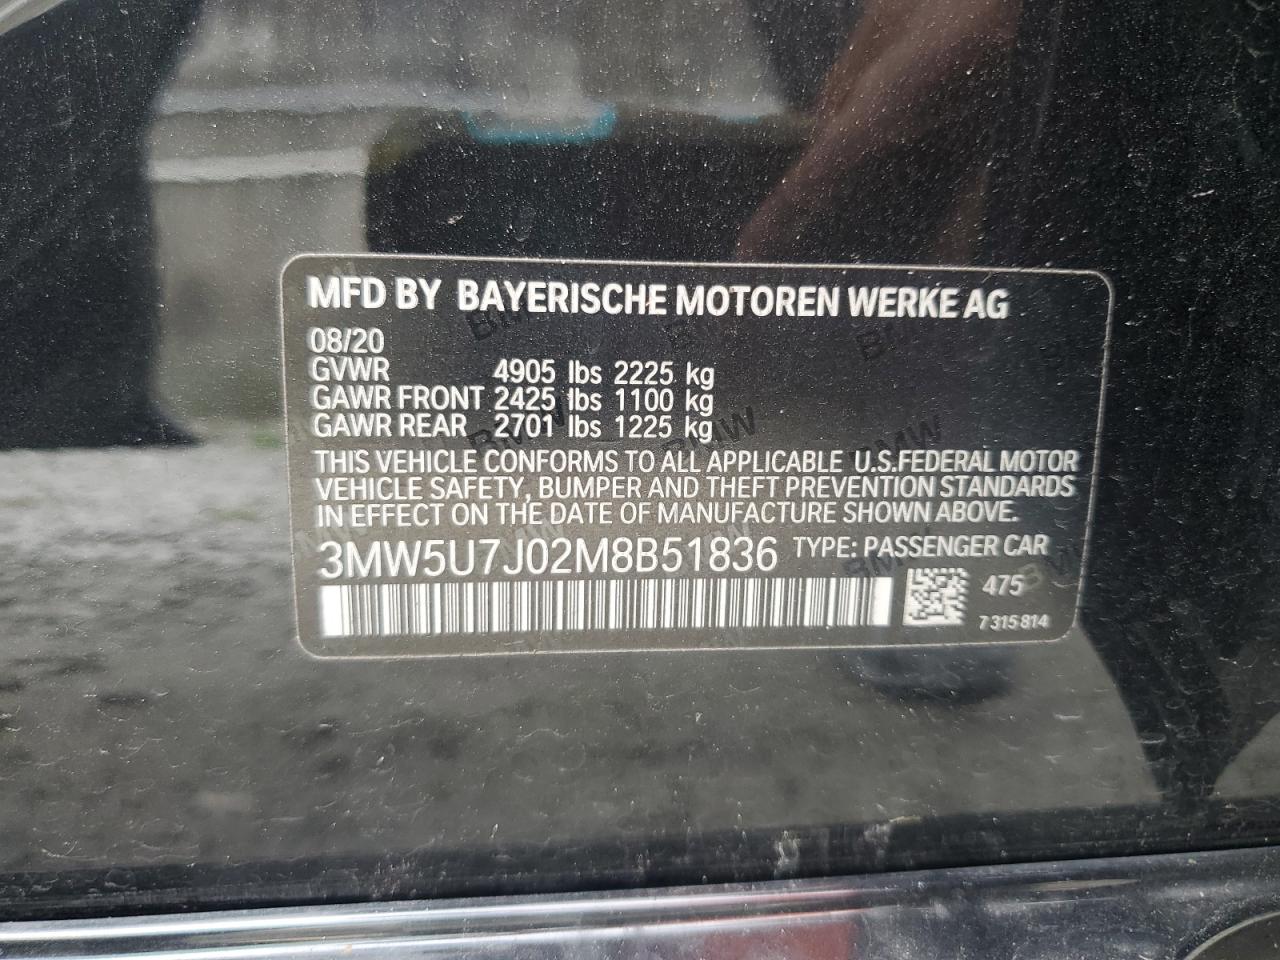 MFD BY BAYERISCHE MOTOREN WERKE AG
08/20
GVWR 4905 lbs 2225 kg
GAWR FRONT 2425 lbs 1100 kg
GAWR REAR 2701 lbs 1225 kg
THIS VEHICLE CONFORMS TO ALL APPLICABLE U.S.FEDERAL MOTOR
VEHICLE SAFETY, BUMPER AND THEFT PREVENTION STANDARDS
IN EFFECT ON THE DATE OF MANUFACTURE SHOWN ABOVE.
3MW5U7J02M8B51836 TYPE: PASSENGER CAR
475
7 315 814